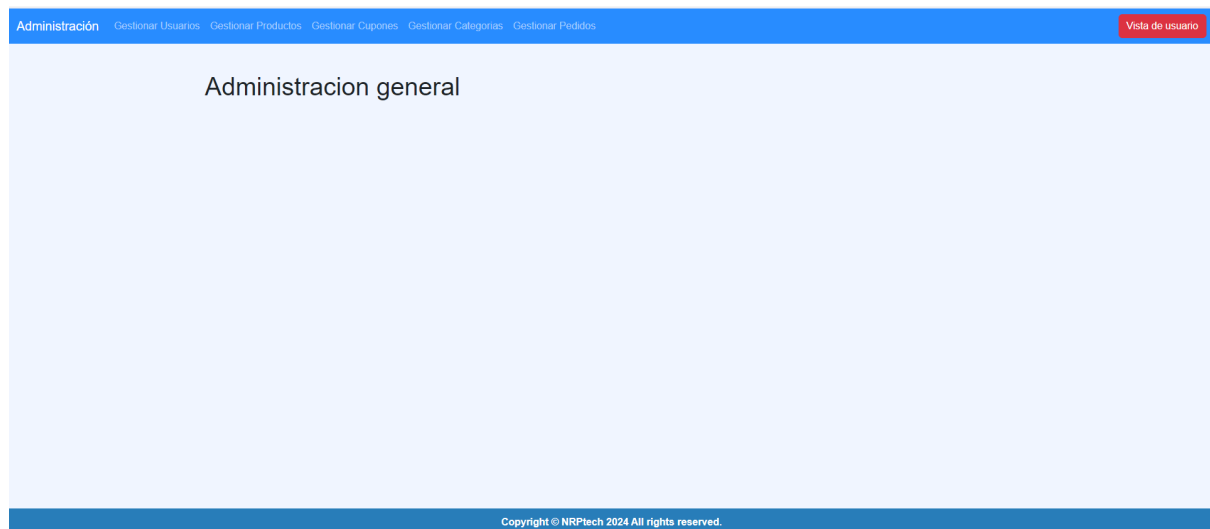 Administración Gestionar Usuarios Gestionar Productos Gestionar Cupones Gestionar Categorias Gestionar Pedidos Vista de usuario
Administracion general
Copyright © NRPtech 2024 All rights reserved.